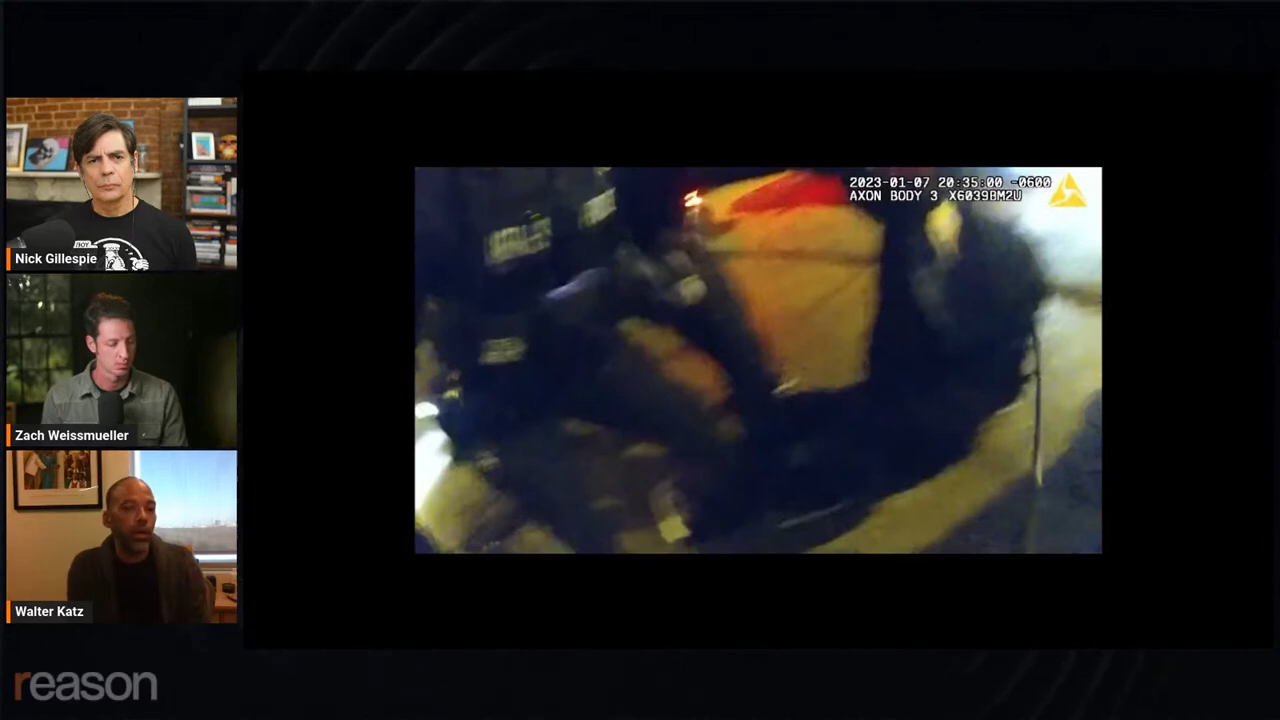 Nick Gillespie
Zach Weissmueller
Walter Katz
2023-01-07 20:35:00 -0600
AXON BODY 3 X6039BM2U
reason